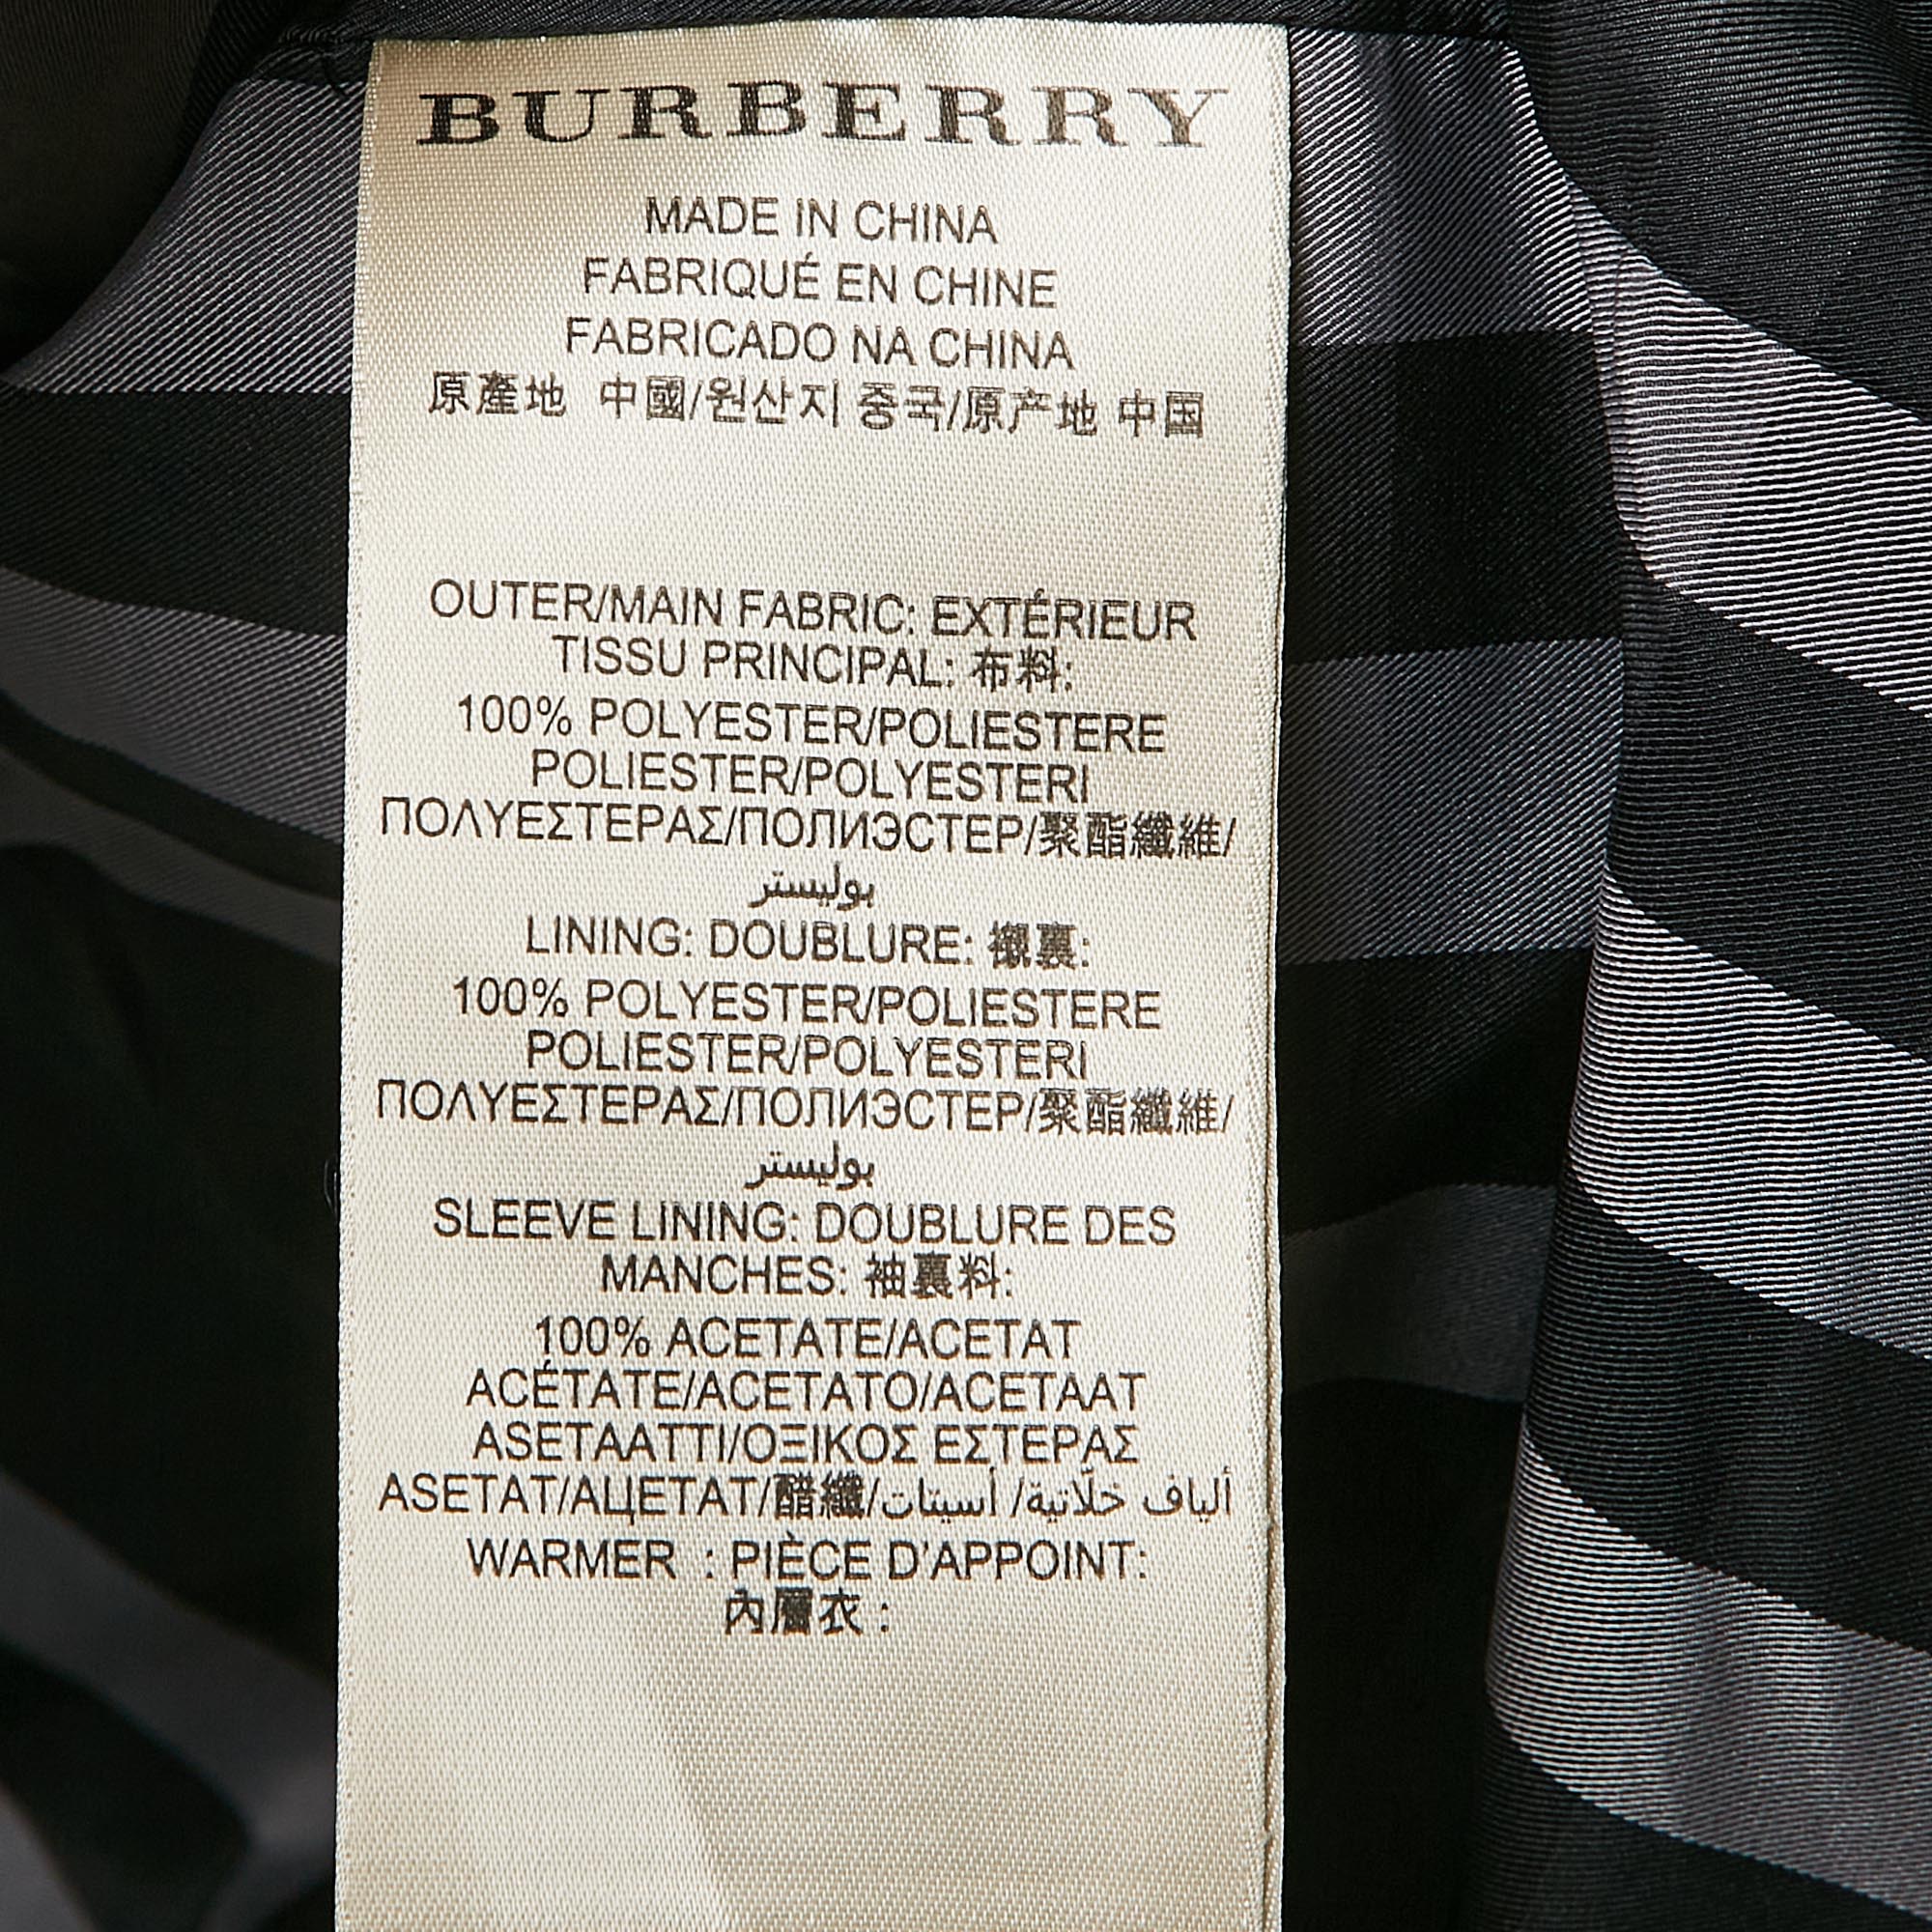 BURBERRY
MADE IN CHINA
FABRIQUÉ EN CHINE
FABRICADO NA CHINA
原產地 中國/원산지 중국/原产地 中国
OUTER/MAIN FABRIC: EXTÉRIEUR
TISSU PRINCIPAL: 布料:
100% POLYESTER/POLIESTERE
POLIESTER/POLYESTERI
ΠΟΛΥΕΣΤΕΡΑΣ/ПОЛИЭСТЕР/聚酯纖維/
بوليستر
LINING: DOUBLURE: 襯裏:
100% POLYESTER/POLIESTERE
POLIESTER/POLYESTERI
ΠΟΛΥΕΣΤΕΡΑΣ/ПОЛИЭСТЕР/聚酯纖維/
بوليستر
SLEEVE LINING: DOUBLURE DES
MANCHES: 袖裏料:
100% ACETATE/ACETAT
ACÉTATE/ACETATO/ACETAAT
ASETAATTI/ΟΞΙΚΟΣ ΕΣΤΕΡΑΣ
ASETAT/АЦЕТАТ/醋纖/ألياف خلّاتية/ أسيتات
WARMER : PIÈCE D'APPOINT:
內層衣 :